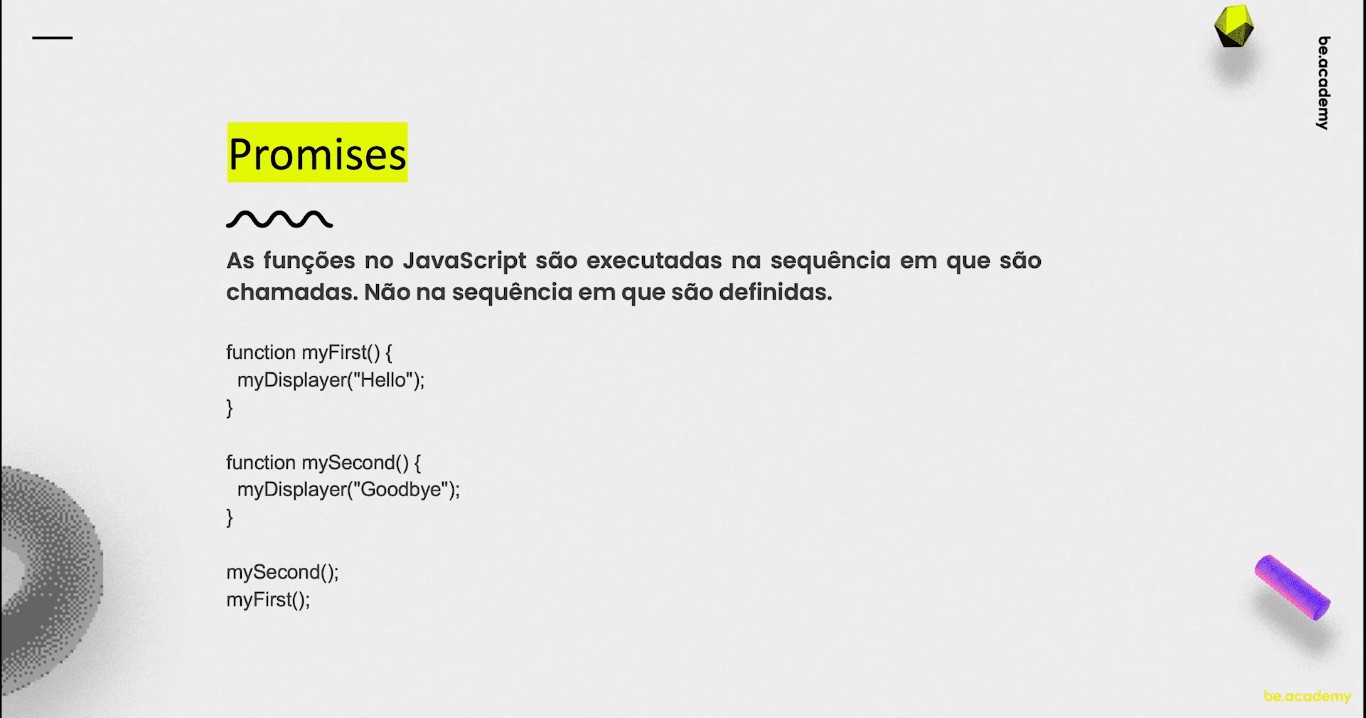 be.academy
Promises
As funções no JavaScript são executadas na sequência em que são
chamadas. Não na sequência em que são definidas.
function myFirst() {
  myDisplayer("Hello");
}
function mySecond() {
  myDisplayer("Goodbye");
}
mySecond();
myFirst();
be.academy